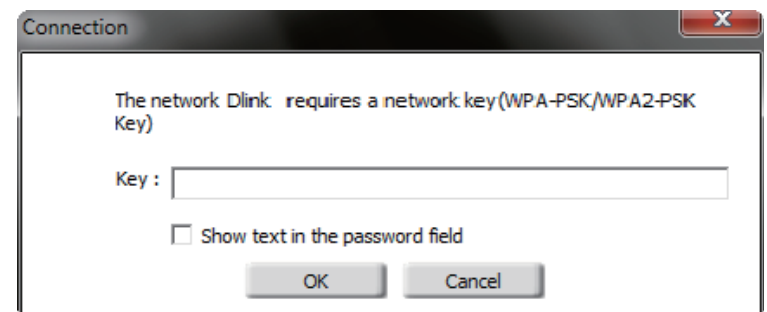 Connection
The network Dlink requires a network key(WPA-PSK/WPA2-PSK
Key)
Key :
Show text in the password field
OK
Cancel